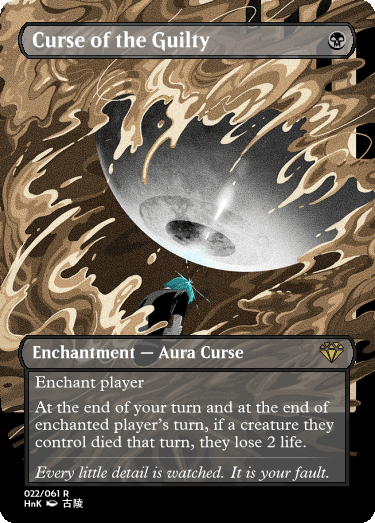 Curse of the Guilty
Enchantment — Aura Curse
Enchant player
At the end of your turn and at the end of
enchanted player's turn, if a creature they
control died that turn, they lose 2 life.
Every little detail is watched. It is your fault.
022/061 R
HnK 古陵